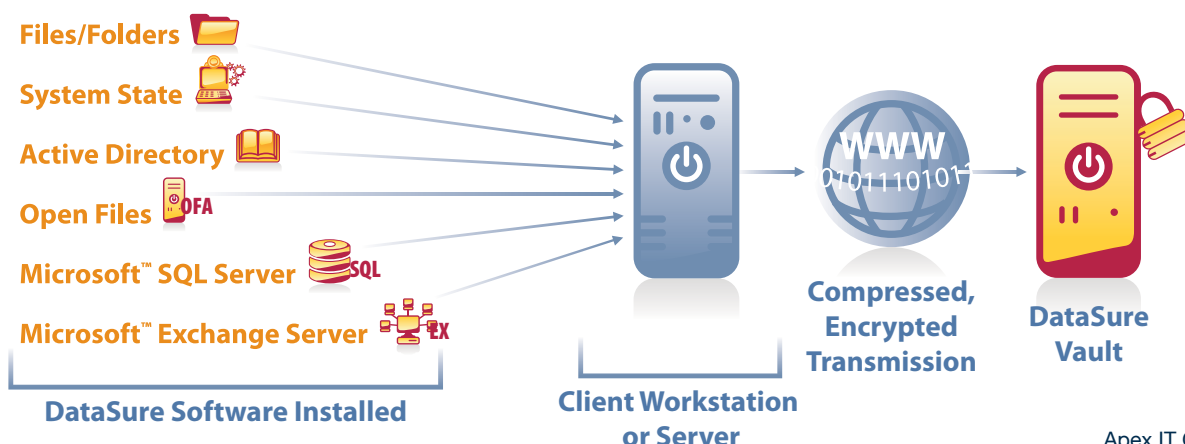 Files/Folders
System State
Active Directory
Open Files
OFA
Microsoft™ SQL Server
SQL
Microsoft™ Exchange Server
EX
DataSure Software Installed
Client Workstation
or Server
WWW
01011101011
Compressed,
Encrypted
Transmission
DataSure
Vault
Apex IT